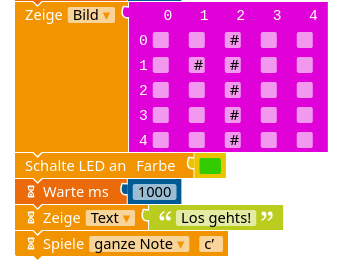 Zeige Bild ▾ 0 1 2 3 4
0 #
1 # #
2 #
3 #
4 #
Schalte LED an Farbe
Warte ms 1000
Zeige Text ▾ “ Los gehts! ”
Spiele ganze Note ▾ c’